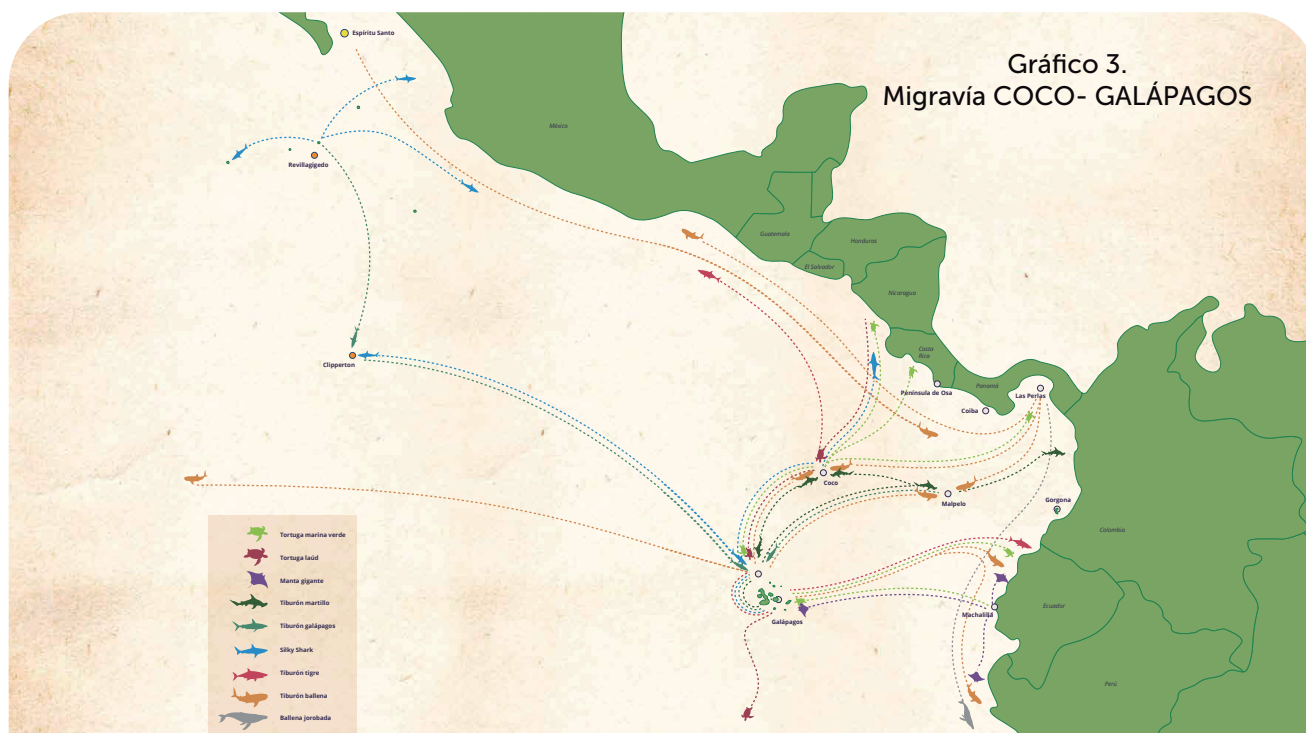 Gráfico 3.
Migravía COCO- GALÁPAGOS
Espíritu Santo
México
Revillagigedo
Guatemala
Honduras
El Salvador
Nicaragua
Clipperton
Costa
Rica
Península de Osa
Panamá
Las Perlas
Coiba
Coco
Malpelo
Gorgona
Colombia
Galápagos
Machalilla
Ecuador
Perú
Tortuga marina verde
Tortuga laúd
Manta gigante
Tiburón martillo
Tiburón galápagos
Silky Shark
Tiburón tigre
Tiburón ballena
Ballena jorobada